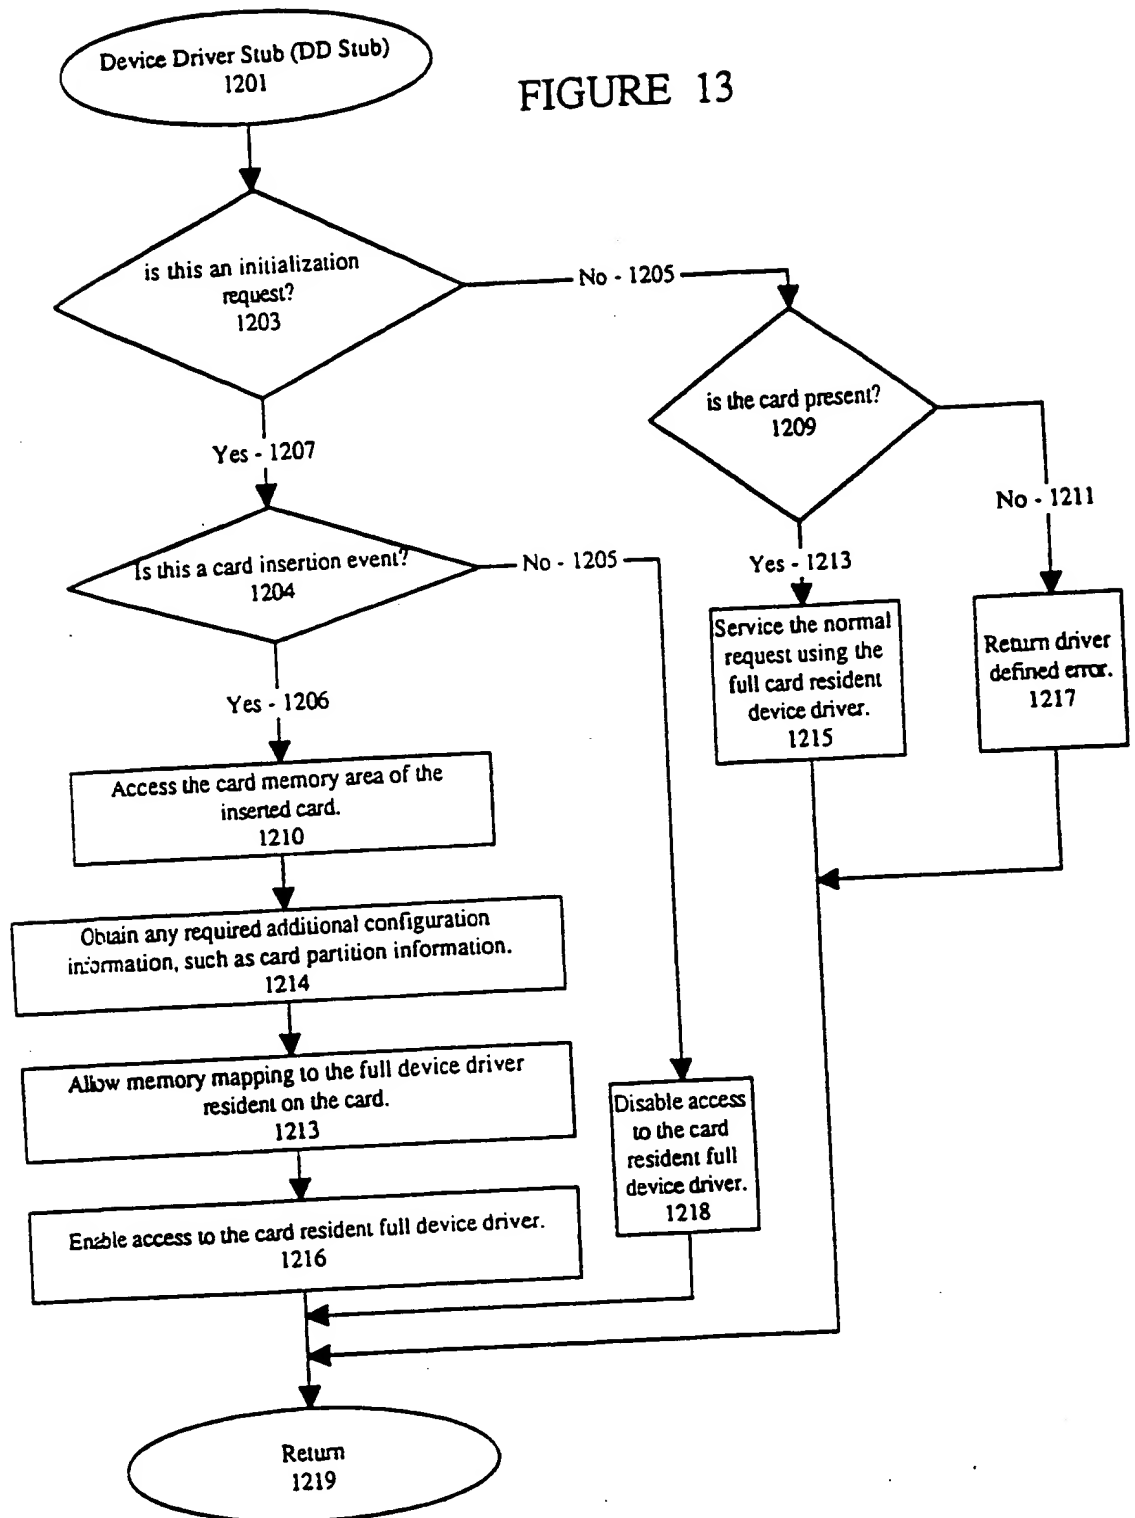 Device Driver Stub (DD Stub)
1201
FIGURE 13
is this an initialization
request?
1203
No - 1205
is the card present?
1209
Yes - 1207
No - 1211
Is this a card insertion event?
1204
No - 1205
Yes - 1213
Service the normal
request using the
full card resident
device driver.
1215
Return driver
defined error.
1217
Yes - 1206
Access the card memory area of the
inserted card.
1210
Obtain any required additional configuration
information, such as card partition information.
1214
Allow memory mapping to the full device driver
resident on the card.
1213
Disable access
to the card
resident full
device driver.
1218
Enable access to the card resident full device driver.
1216
Return
1219